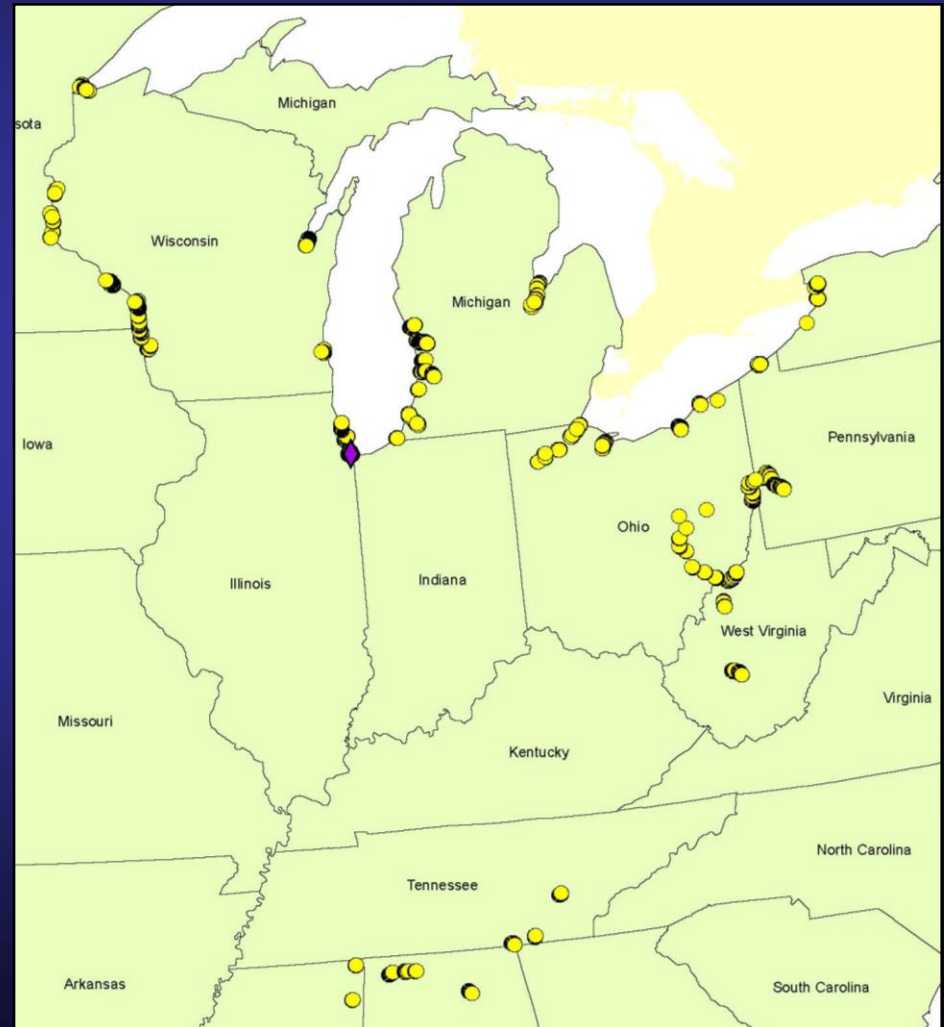 Michigan
sota
Wisconsin
Michigan
Iowa
Pennsylvania
Ohio
Illinois
Indiana
West Virginia
Virginia
Missouri
Kentucky
North Carolina
Tennessee
Arkansas
South Carolina